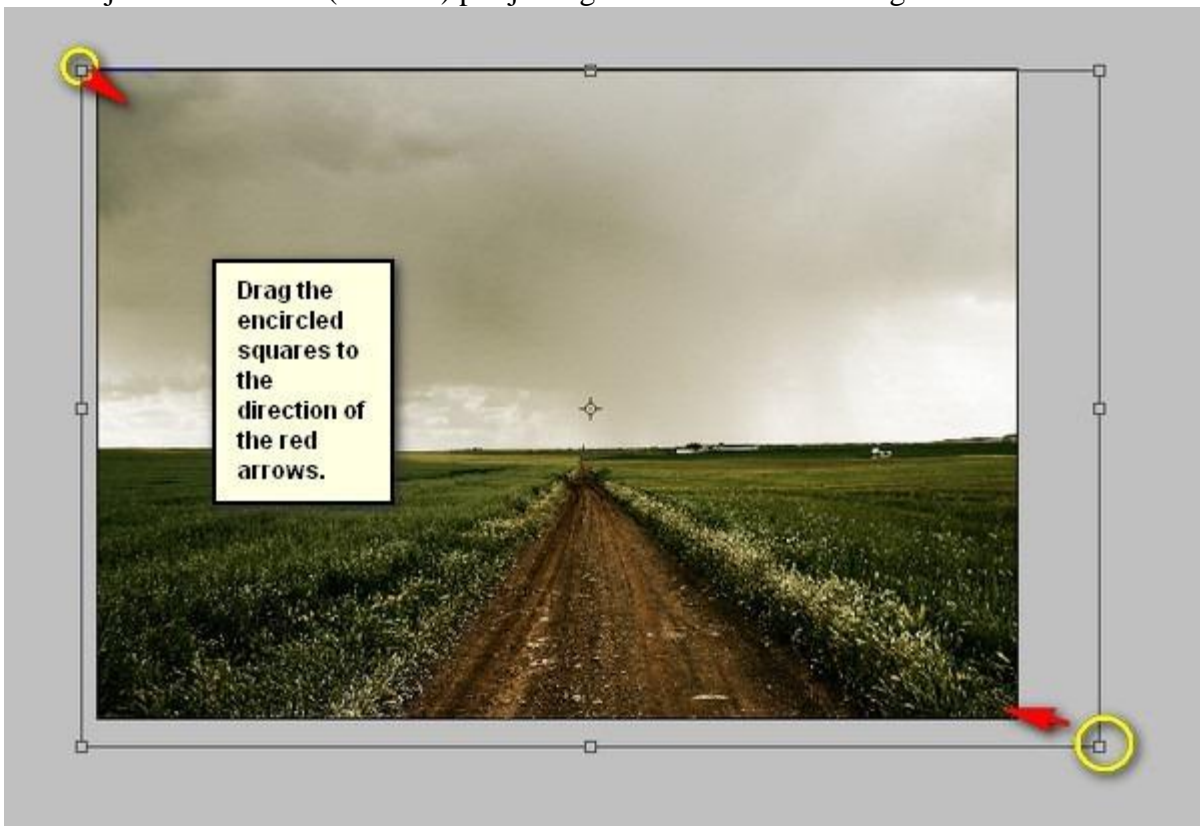 Drag the
encircled
squares to
the
direction of
the red
arrows.